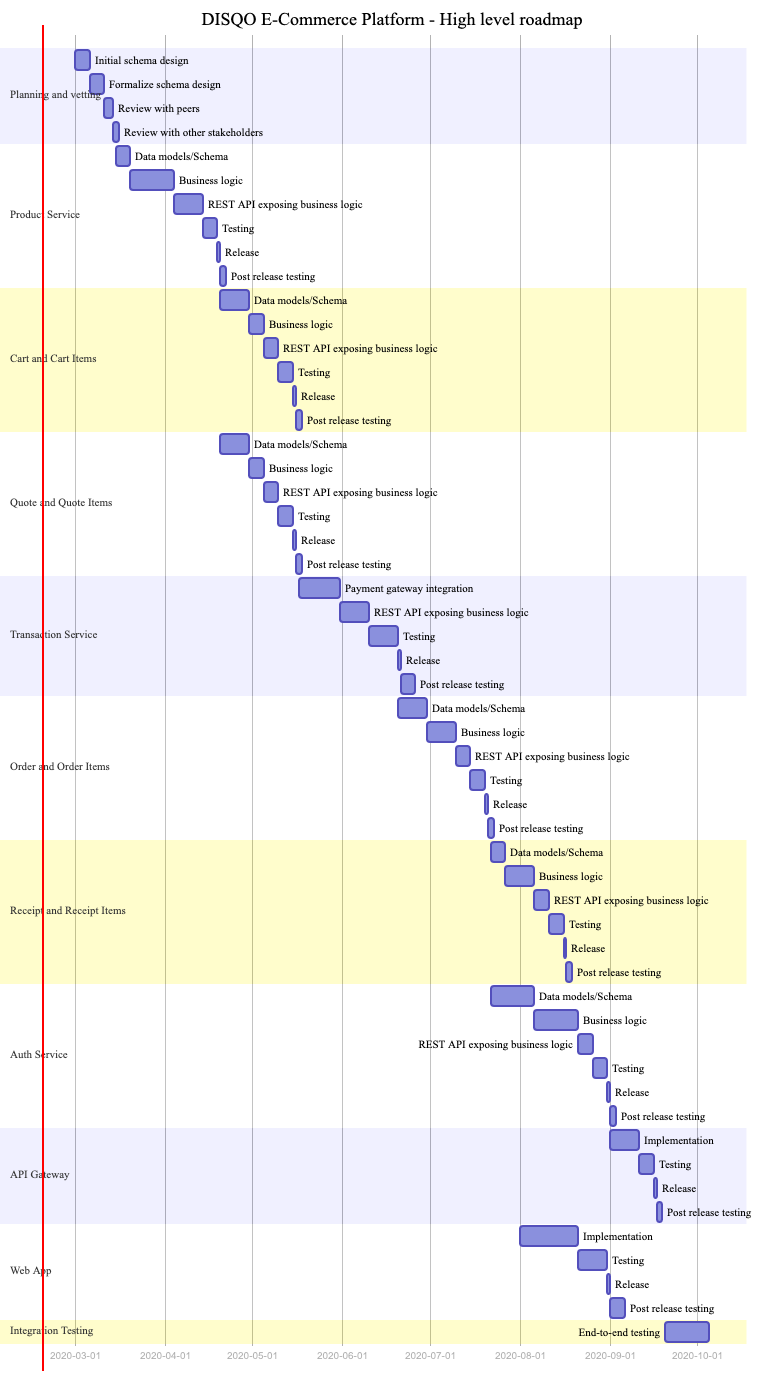 DISQO E-Commerce Platform - High level roadmap
Initial schema design
Formalize schema design
Planning and vetting
Review with peers
Review with other stakeholders
Data models/Schema
Business logic
REST API exposing business logic
Product Service
Testing
Release
Post release testing
Data models/Schema
Business logic
REST API exposing business logic
Cart and Cart Items
Testing
Release
Post release testing
Data models/Schema
Business logic
REST API exposing business logic
Quote and Quote Items
Testing
Release
Post release testing
Payment gateway integration
REST API exposing business logic
Transaction Service
Testing
Release
Post release testing
Data models/Schema
Business logic
REST API exposing business logic
Order and Order Items
Testing
Release
Post release testing
Data models/Schema
Business logic
REST API exposing business logic
Receipt and Receipt Items
Testing
Release
Post release testing
Data models/Schema
Business logic
REST API exposing business logic
Auth Service
Testing
Release
Post release testing
Implementation
Testing
API Gateway
Release
Post release testing
Implementation
Testing
Web App
Release
Post release testing
Integration Testing
End-to-end testing
2020-03-01 2020-04-01 2020-05-01 2020-06-01 2020-07-01 2020-08-01 2020-09-01 2020-10-01